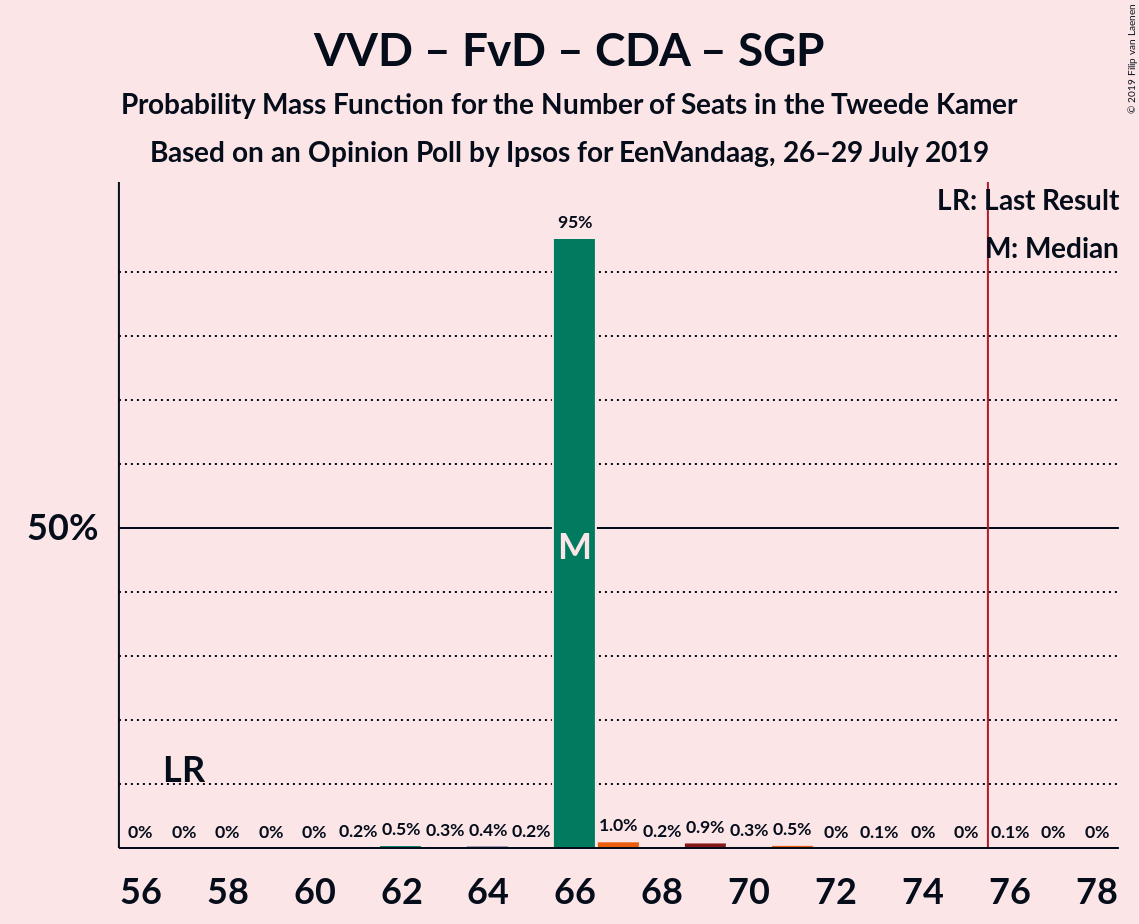 VVD – FvD – CDA – SGP
Probability Mass Function for the Number of Seats in the Tweede Kamer
Based on an Opinion Poll by Ipsos for EenVandaag, 26–29 July 2019
© 2019 Filip van Laenen
LR: Last Result
M: Median
95%
50%
M
LR
0% 0% 0% 0% 0% 0.2% 0.5% 0.3% 0.4% 0.2% 1.0% 0.2% 0.9% 0.3% 0.5% 0% 0.1% 0% 0% 0.1% 0% 0%
56 58 60 62 64 66 68 70 72 74 76 78